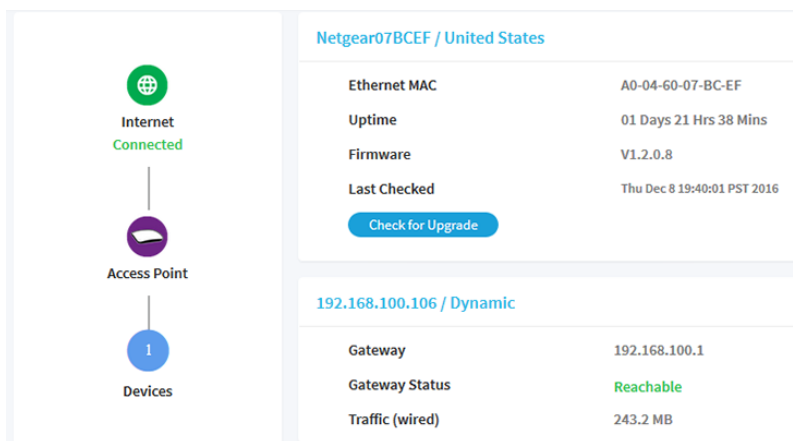 Internet
Connected
Access Point
1
Devices
Netgear07BCEF / United States
Ethernet MAC A0-04-60-07-BC-EF
Uptime 01 Days 21 Hrs 38 Mins
Firmware V1.2.0.8
Last Checked Thu Dec 8 19:40:01 PST 2016
Check for Upgrade
192.168.100.106 / Dynamic
Gateway 192.168.100.1
Gateway Status Reachable
Traffic (wired) 243.2 MB